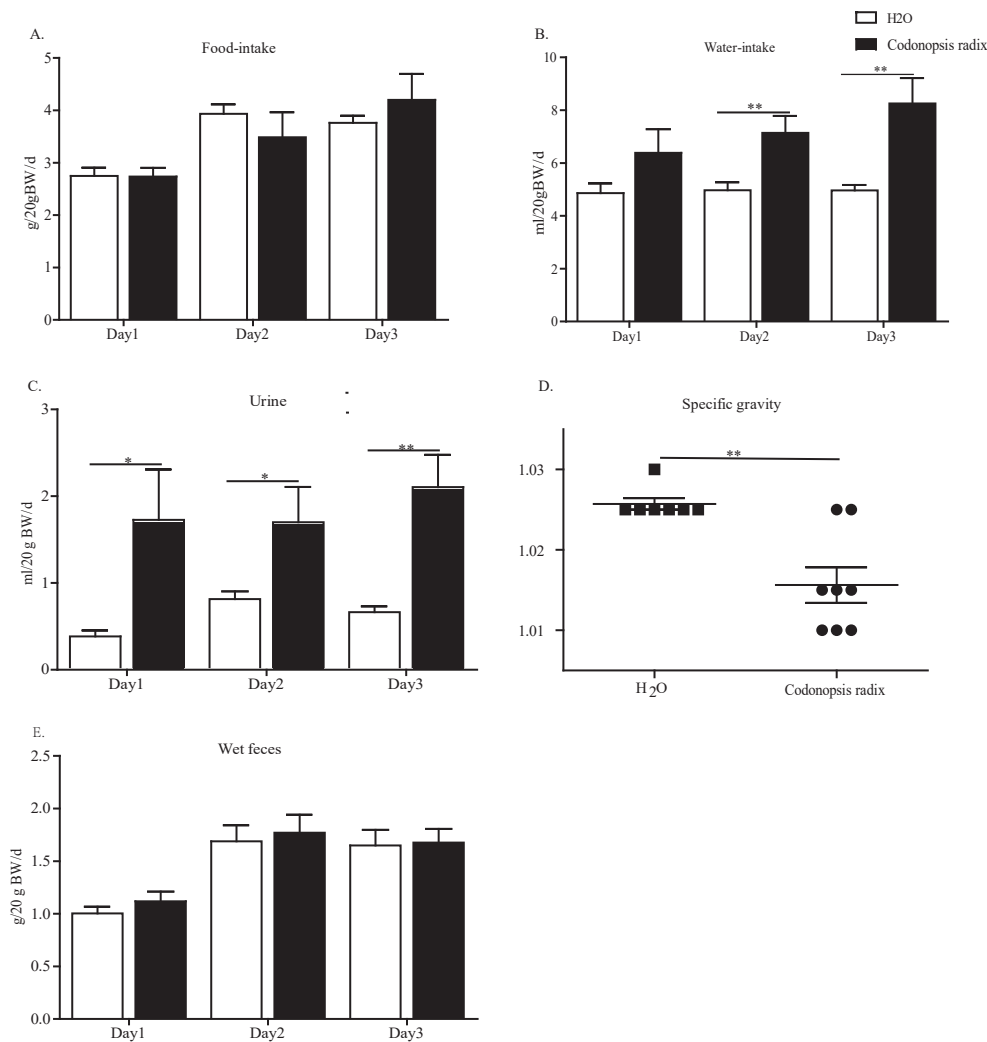 H2O
Codonopsis radix
A.
Food-intake
5
4
3
2
1
0
g/20gBW/d
Day1
Day2
Day3
B.
Water-intake
10
8
6
4
2
0
ml/20gBW/d
**
**
Day1
Day2
Day3
C.
Urine
3
2
1
0
ml/20 g BW/d
*
*
**
Day1
Day2
Day3
D.
Specific gravity
1.03
1.02
1.01
**
H2O
Codonopsis radix
E.
Wet feces
2.5
2.0
1.5
1.0
0.5
0.0
g/20 g BW/d
Day1
Day2
Day3